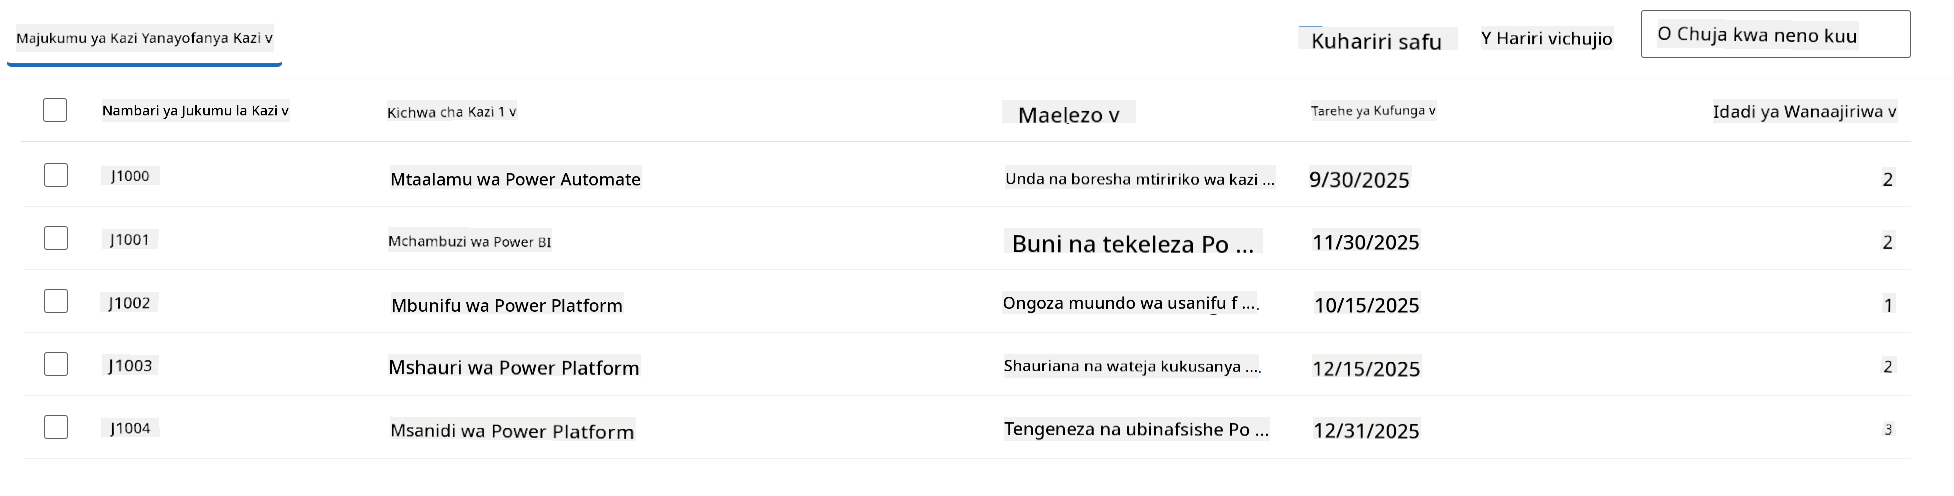 Majukumu ya Kazi Yanayofanya Kazi v
Kuhariri safu
Y Hariri vichujio
O Chuja kwa neno kuu
Nambari ya Jukumu la Kazi v Kichwa cha Kazi 1 v Maelezo v Tarehe ya Kufunga v Idadi ya Wanaajiriwa v
J1000 Mtaalamu wa Power Automate Unda na boresha mtiririko wa kazi ... 9/30/2025 2
J1001 Mchambuzi wa Power BI Buni na tekeleza Po ... 11/30/2025 2
J1002 Mbunifu wa Power Platform Ongoza muundo wa usanifu f .... 10/15/2025 1
J1003 Mshauri wa Power Platform Shauriana na wateja kukusanya .... 12/15/2025 2
J1004 Msanidi wa Power Platform Tengeneza na ubinafsishe Po ... 12/31/2025 3